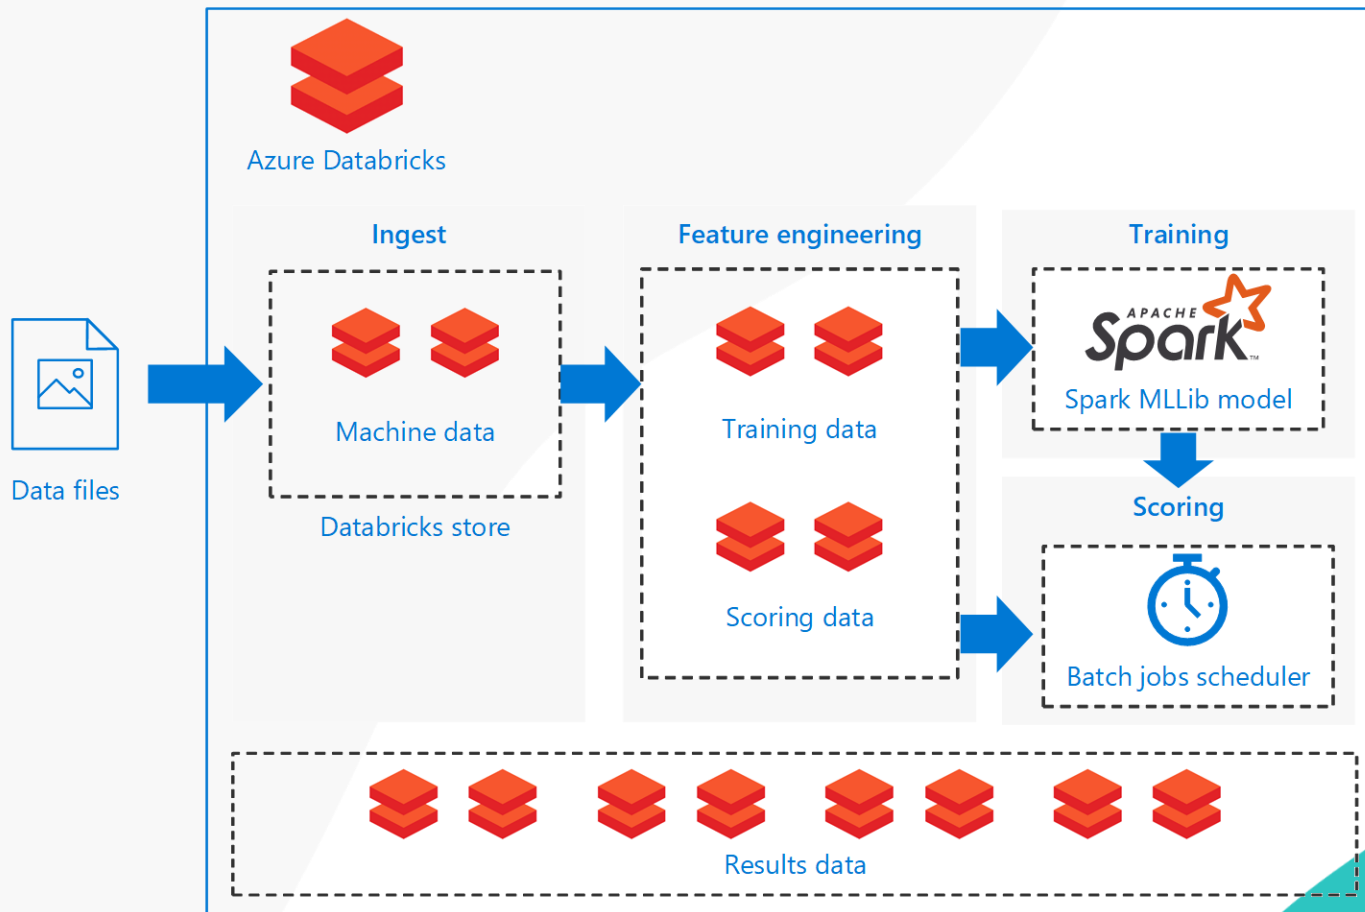 Azure Databricks
Ingest
Machine data
Databricks store
Data files
Feature engineering
Training data
Scoring data
Training
APACHE
Spark™
Spark MLLib model
Scoring
Batch jobs scheduler
Results data